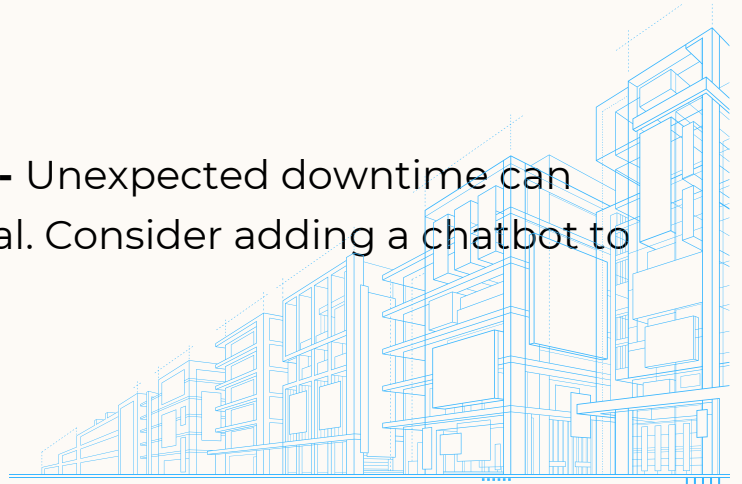 - Unexpected downtime can
al. Consider adding a chatbot to